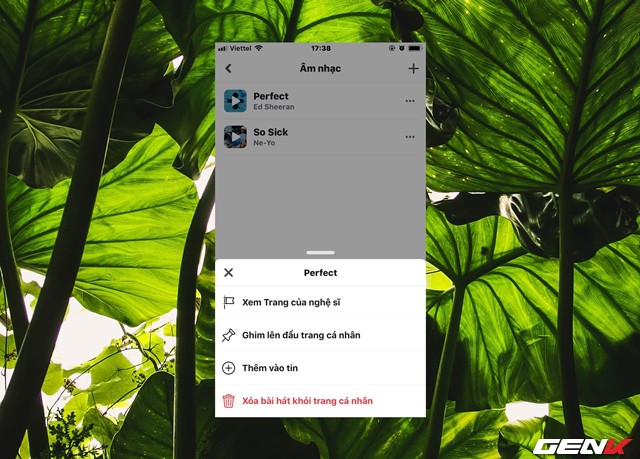 Viettel 17:38
Âm nhạc
Perfect
Ed Sheeran
So Sick
Ne-Yo
Perfect
Xem Trang của nghệ sĩ
Ghim lên đầu trang cá nhân
Thêm vào tin
Xóa bài hát khỏi trang cá nhân
GENK